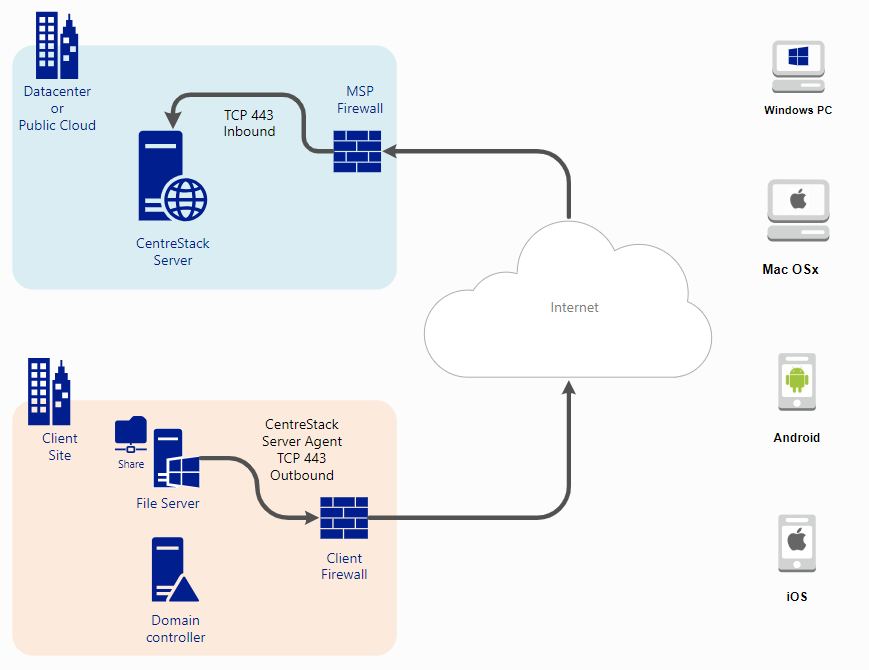 Datacenter
or
Public Cloud
TCP 443
Inbound
MSP
Firewall
CentreStack
Server
Internet
Client
Site
Share
File Server
CentreStack
Server Agent
TCP 443
Outbound
Client
Firewall
Domain
controller
Windows PC
Mac OSx
Android
iOS